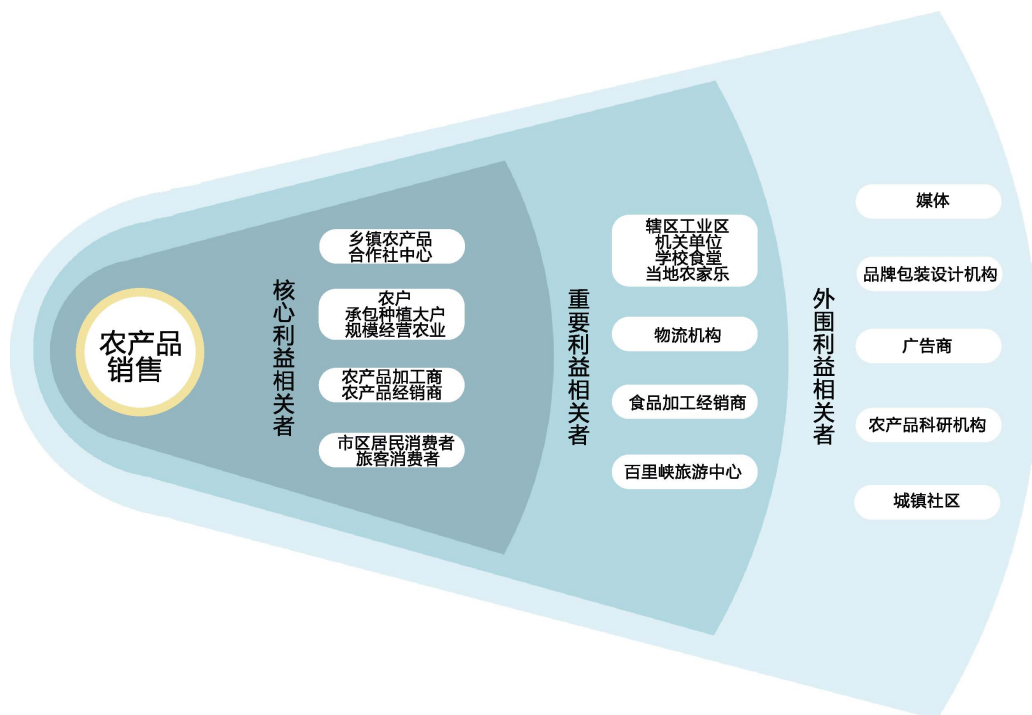 农产品
销售
核心利益相关者
乡镇农产品
合作社中心
农户
承包种植大户
规模经营农业
农产品加工商
农产品经销商
市区居民消费者
旅客消费者
重要利益相关者
辖区工业区
机关单位
学校食堂
当地农家乐
物流机构
食品加工经销商
百里峡旅游中心
外围利益相关者
媒体
品牌包装设计机构
广告商
农产品科研机构
城镇社区